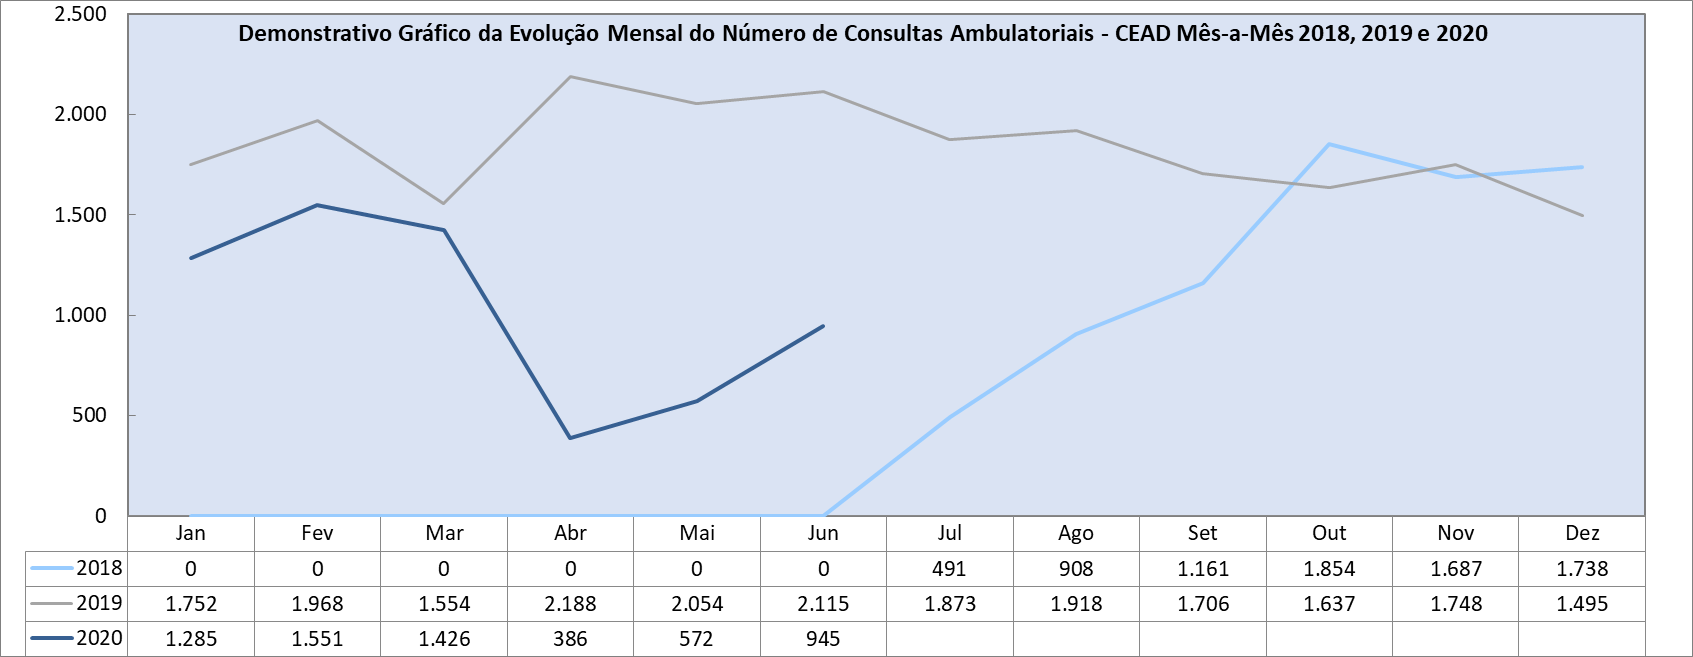 Demonstrativo Gráfico da Evolução Mensal do Número de Consultas Ambulatoriais - CEAD Mês-a-Mês 2018, 2019 e 2020
2.500
2.000
1.500
1.000
500
0
Jan Fev Mar Abr Mai Jun Jul Ago Set Out Nov Dez
2018 0 0 0 0 0 0 491 908 1.161 1.854 1.687 1.738
2019 1.752 1.968 1.554 2.188 2.054 2.115 1.873 1.918 1.706 1.637 1.748 1.495
2020 1.285 1.551 1.426 386 572 945